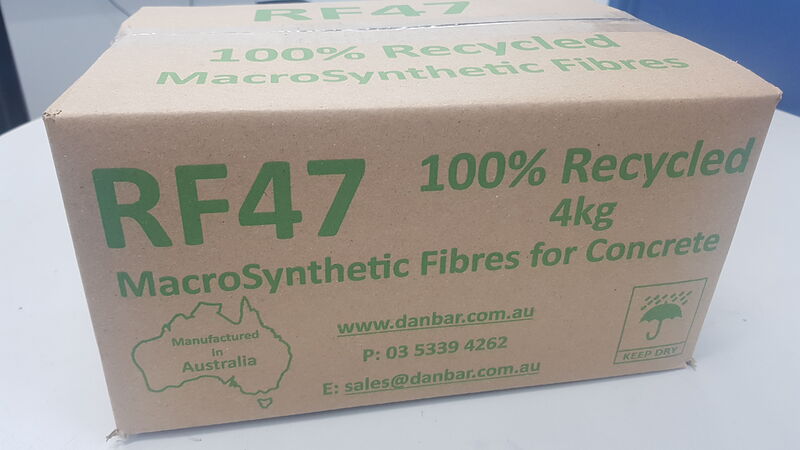 RF47
100% Recycled
MacroSynthetic Fibres
RF47
100% Recycled
4kg
MacroSynthetic Fibres for Concrete
Manufactured
in
Australia
www.danbar.com.au
P: 03 5339 4262
E: sales@danbar.com.au
KEEP DRY